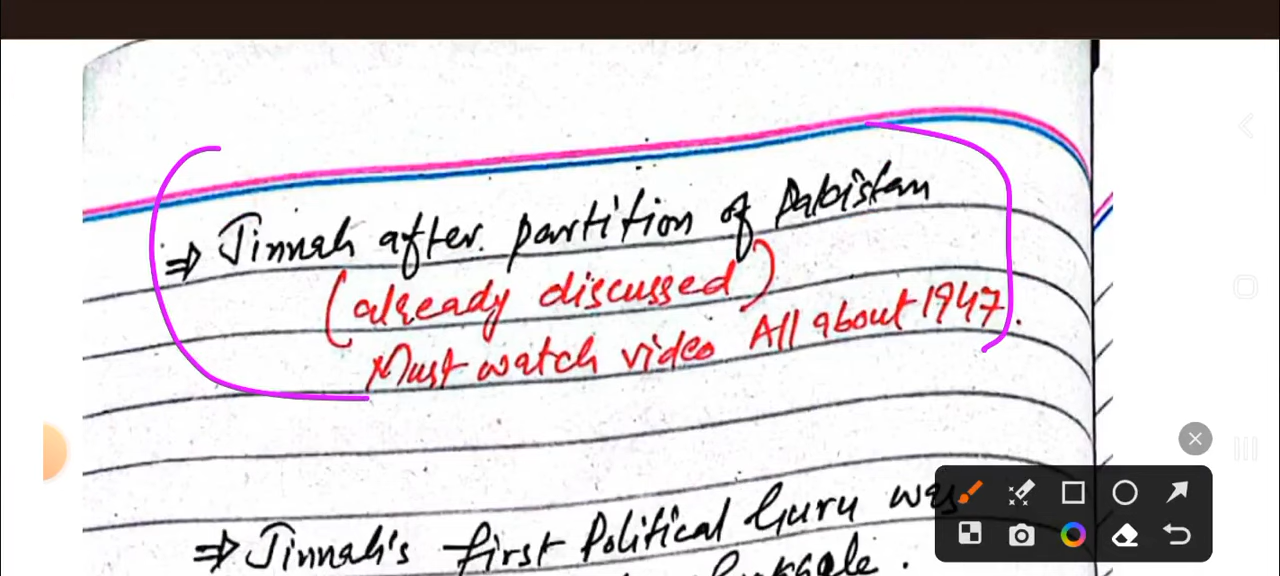 ⇒ Jinnah after partition of Pakistan
(already discussed)
Must watch video All about 1947.
⇒ Jinnah's first Political Guru was